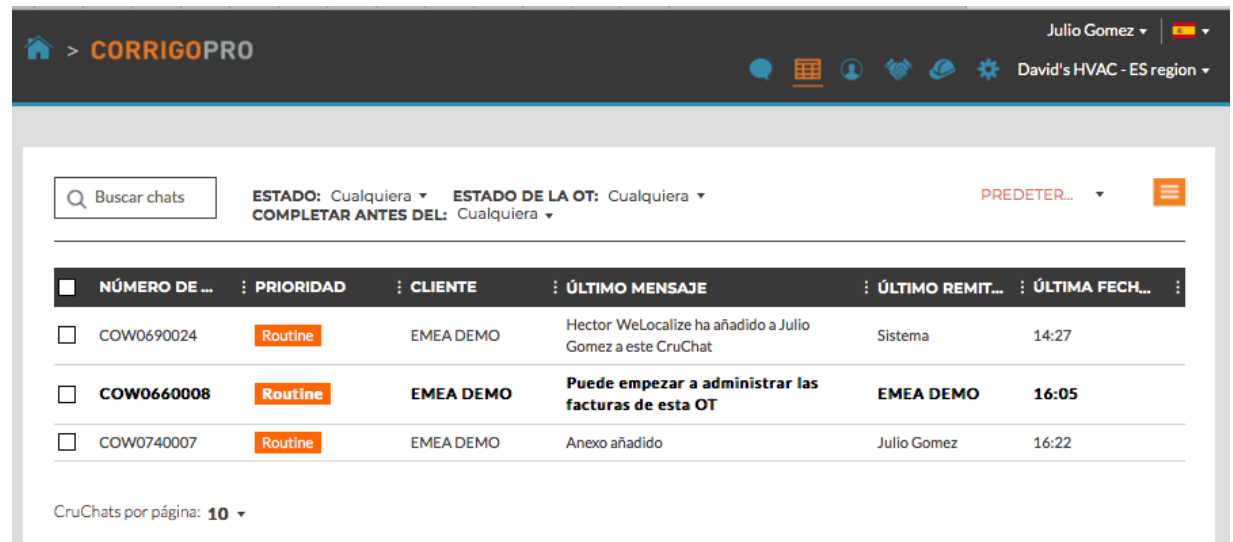 Julio Gomez
> CORRIGOPRO
David's HVAC - ES region
Buscar chats
ESTADO: Cualquiera ESTADO DE LA OT: Cualquiera
COMPLETAR ANTES DEL: Cualquiera
PREDETER...
NÚMERO DE ... PRIORIDAD CLIENTE ÚLTIMO MENSAJE ÚLTIMO REMIT... ÚLTIMA FECH...
COW0690024 Routine EMEA DEMO Hector WeLocalize ha añadido a Julio Gomez a este CruChat Sistema 14:27
COW0660008 Routine EMEA DEMO Puede empezar a administrar las facturas de esta OT EMEA DEMO 16:05
COW0740007 Routine EMEA DEMO Anexo añadido Julio Gomez 16:22
CruChats por página: 10